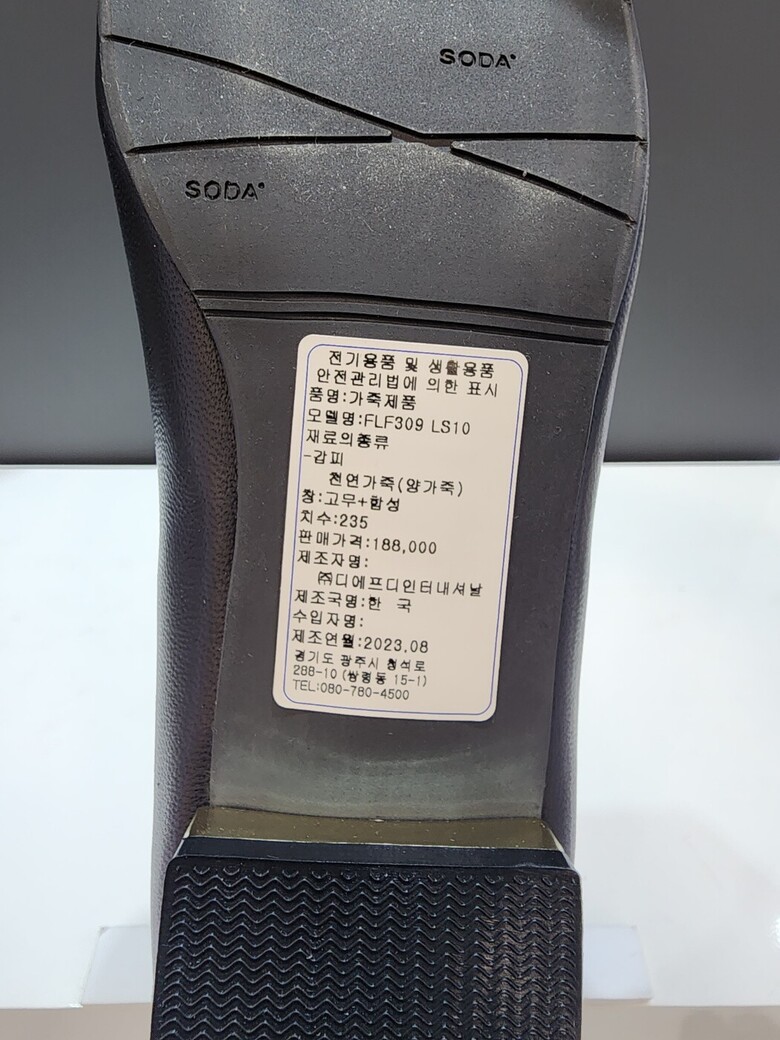 SODA
SODA
전기용품 및 생활용품
안전관리법에 의한 표시
품명:가죽제품
모델명:FLF309 LS10
재료의종류
-갑피
천연가죽(양가죽)
창:고무+합성
치수:235
판매가격:188,000
제조자명:
㈜디에프디인터내셔날
제조국명:한 국
수입자명:
제조연월:2023.08
경기도 광주시 청석로
288-10 (쌍령동 15-1)
TEL:080-780-4500